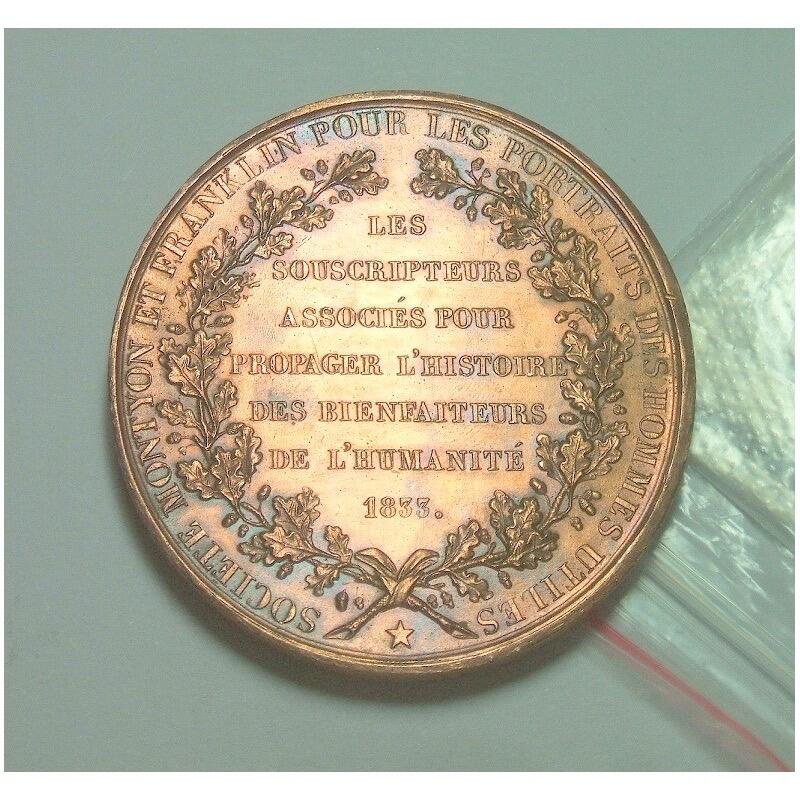 SOCIETE MONTYON ET FRANKLIN POUR LES PORTRAITS DES HOMMES UTILES
LES
SOUSCRIPTEURS
ASSOCIÉS POUR
PROPAGER L'HISTOIRE
DES BIENFAITEURS
DE L'HUMANITÉ
1833.